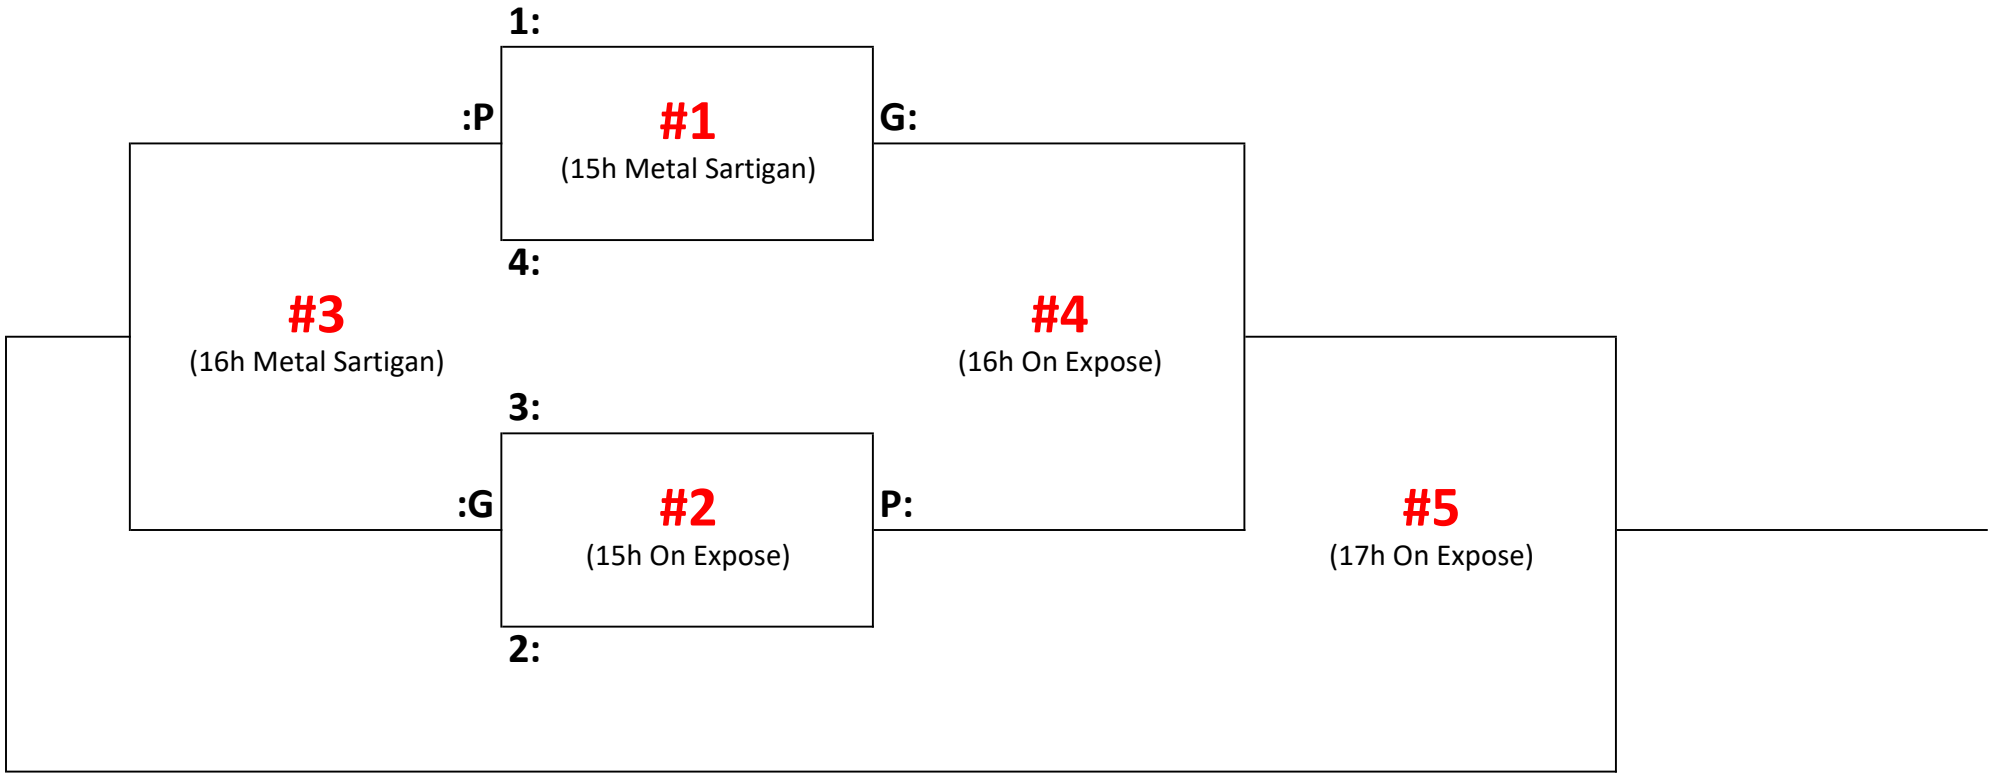 1:
:P
#1
G:
(15h Metal Sartigan)
4:
#3
#4
(16h Metal Sartigan)
(16h On Expose)
3:
:G
#2
P:
#5
(15h On Expose)
(17h On Expose)
2: